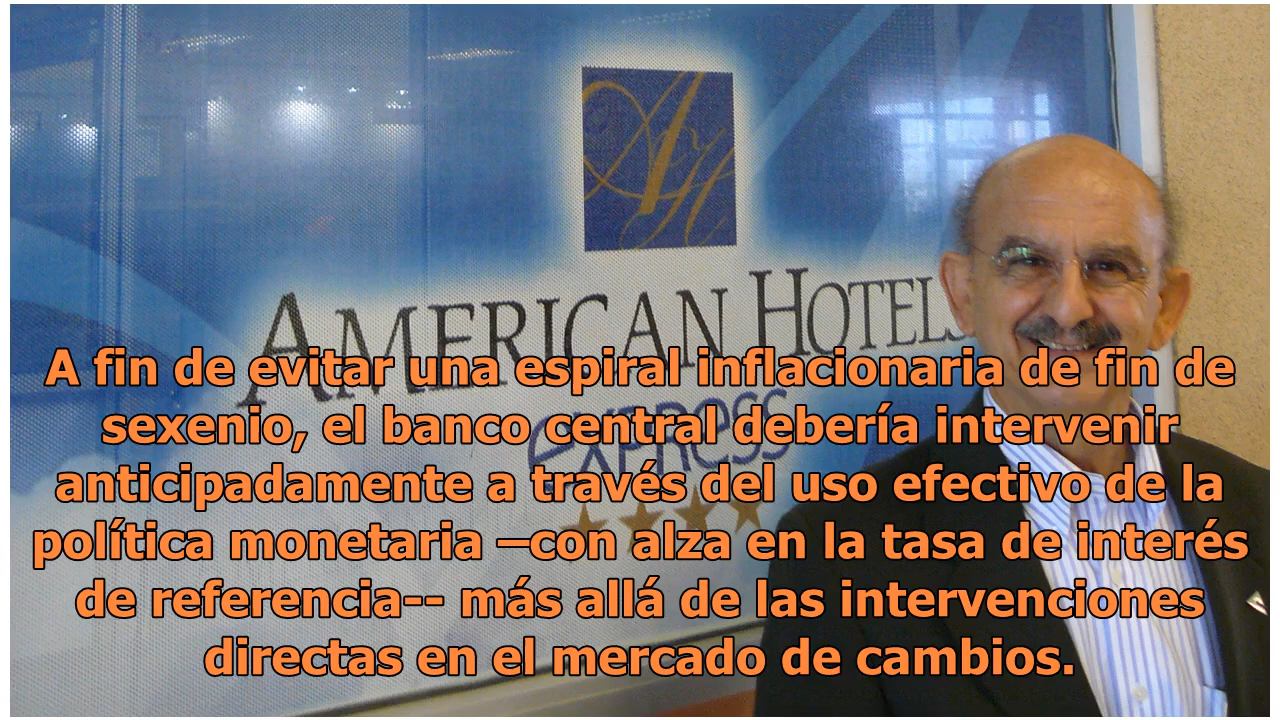 AH
AMERICAN HOTELS
EXPRESS
A fin de evitar una espiral inflacionaria de fin de
sexenio, el banco central debería intervenir
anticipadamente a través del uso efectivo de la
política monetaria –con alza en la tasa de interés
de referencia-- más allá de las intervenciones
directas en el mercado de cambios.